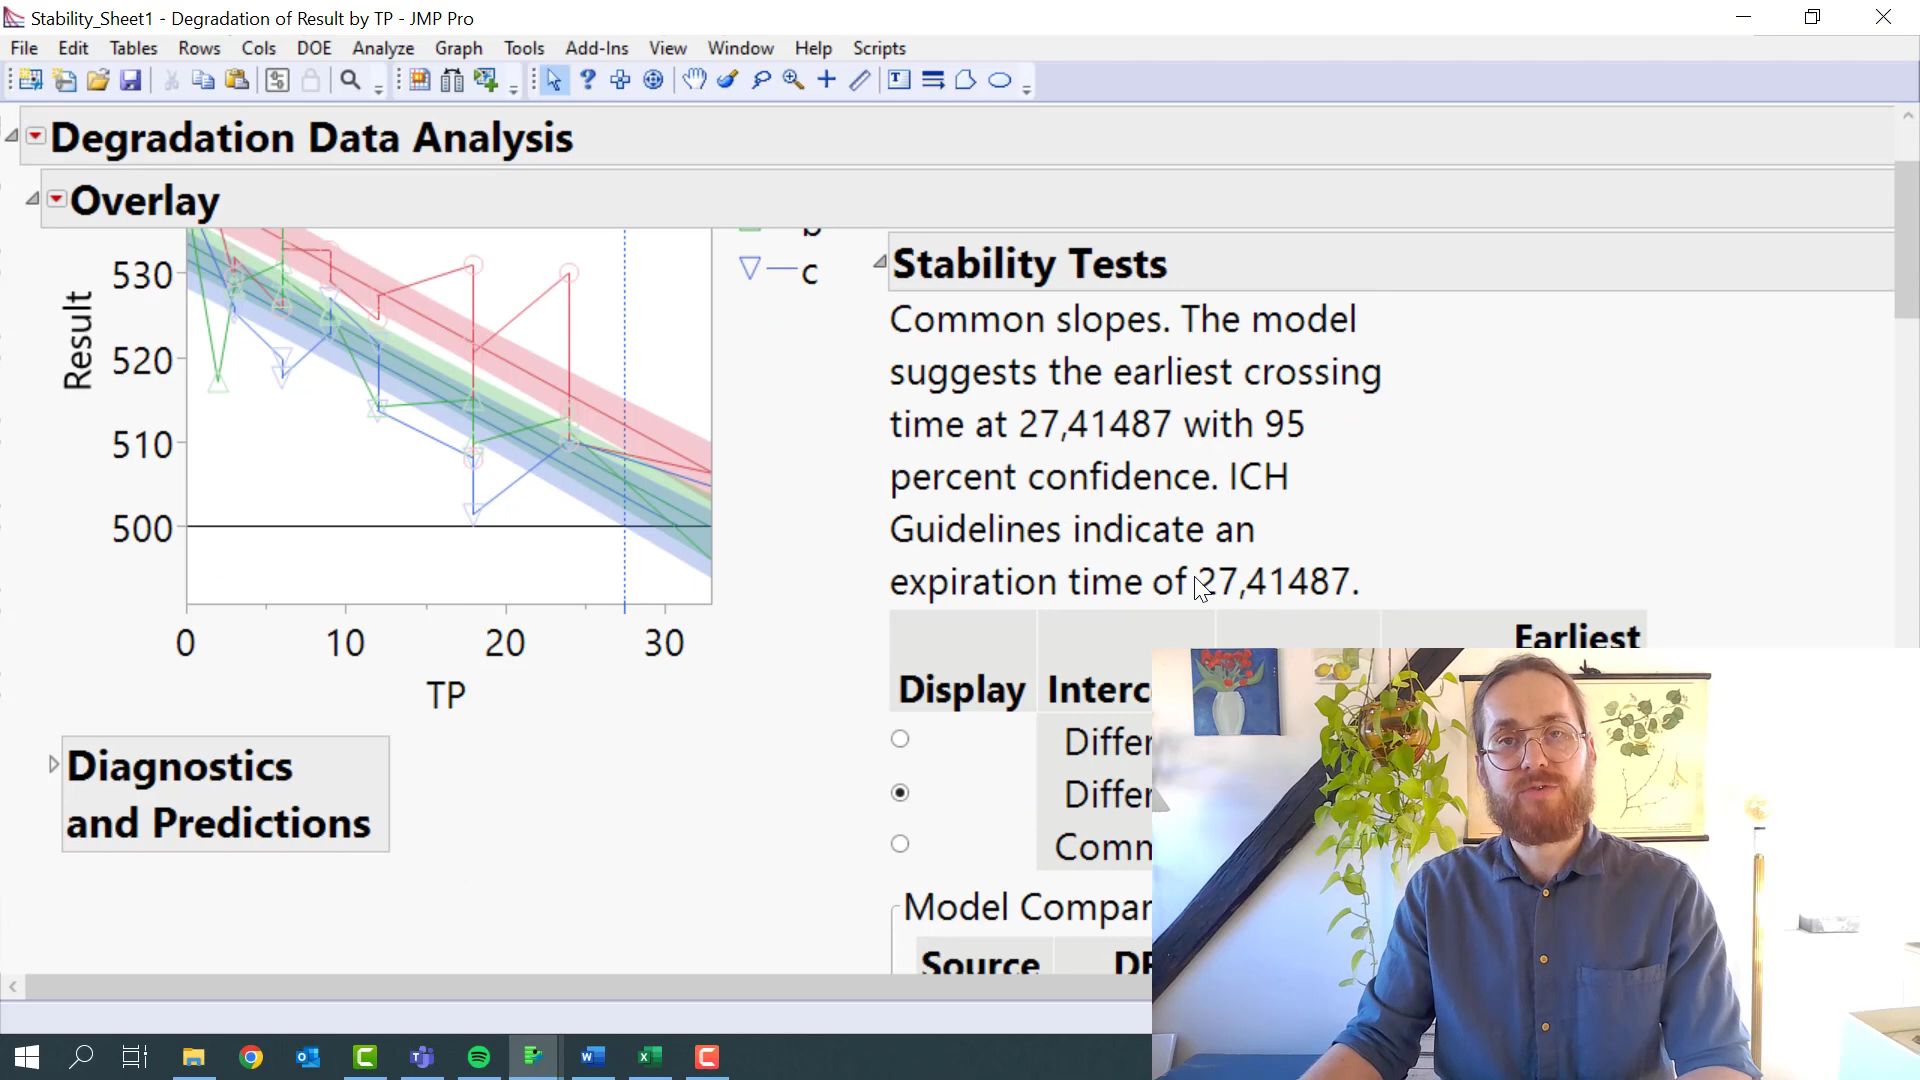 Stability_Sheet1 - Degradation of Result by TP - JMP Pro
File Edit Tables Rows Cols DOE Analyze Graph Tools Add-Ins View Window Help Scripts
Degradation Data Analysis
Overlay
530
520
510
500
Result
0 10 20 30
TP
c
Diagnostics
and Predictions
Stability Tests
Common slopes. The model
suggests the earliest crossing
time at 27,41487 with 95
percent confidence. ICH
Guidelines indicate an
expiration time of 27,41487.
Earliest
Display Interc
Differ
Differ
Comm
Model Compar
Source DF